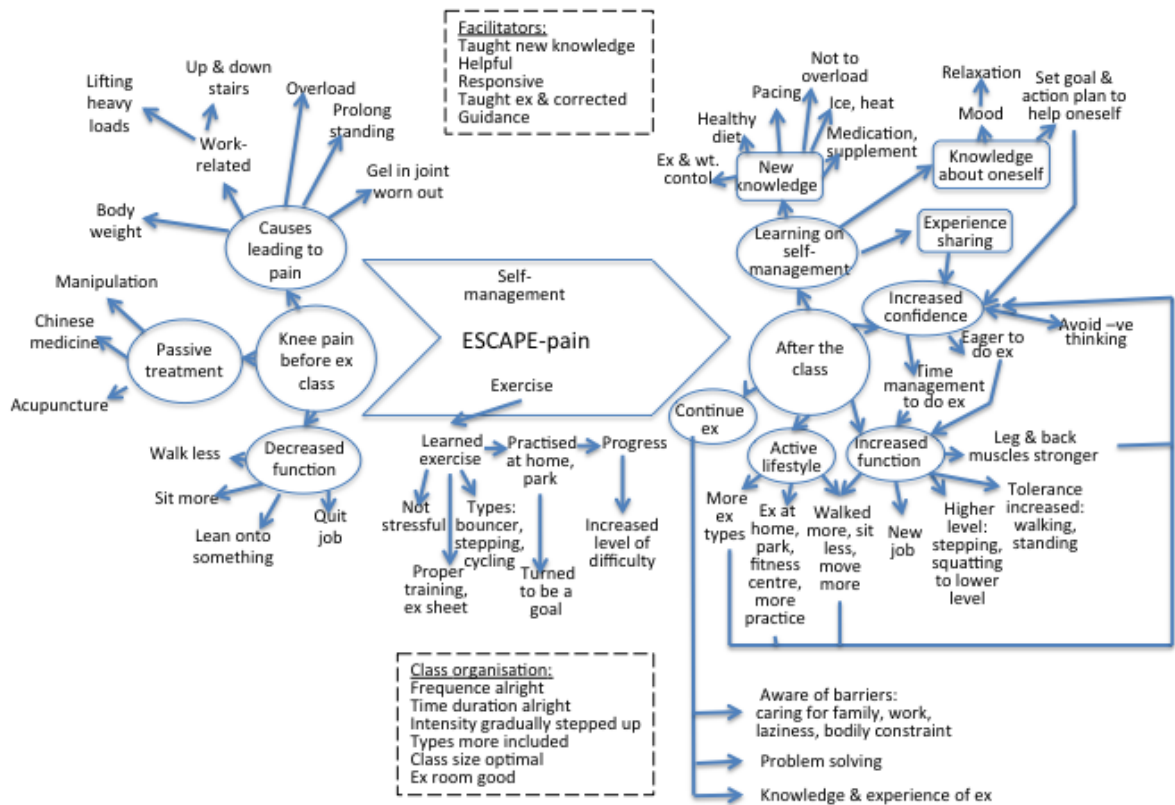 Facilitators:
Taught new knowledge
Helpful
Responsive
Taught ex & corrected
Guidance
Lifting
heavy
loads
Up & down
stairs
Overload
Prolong
standing
Work-
related
Gel in joint
worn out
Body
weight
Causes
leading to
pain
Manipulation
Chinese
medicine
Acupuncture
Passive
treatment
Knee pain
before ex
class
Decreased
function
Walk less
Sit more
Lean onto
something
Quit
job
Self-
management
ESCAPE-pain
Exercise
Learned
exercise
Practised
at home,
park
Progress
Not
stressful
Types:
bouncer,
stepping,
cycling
Proper
training,
ex sheet
Turned
to be a
goal
Increased
level of
difficulty
Class organisation:
Frequence alright
Time duration alright
Intensity gradually stepped up
Types more included
Class size optimal
Ex room good
Healthy
diet
Pacing
Not to
overload
Ice, heat
Medication,
supplement
Ex & wt.
contol
New
knowledge
Relaxation
Mood
Set goal &
action plan to
help oneself
Knowledge
about oneself
Learning on
self-
management
Experience
sharing
Increased
confidence
After the
class
Avoid –ve
thinking
Eager to
do ex
Time
management
to do ex
Continue
ex
Active
lifestyle
Increased
function
Leg & back
muscles stronger
More
ex
types
Ex at
home,
park,
fitness
centre,
more
practice
Walked
more, sit
less,
move
more
New
job
Higher
level:
stepping,
squatting
to lower
level
Tolerance
increased:
walking,
standing
Aware of barriers:
caring for family, work,
laziness, bodily constraint
Problem solving
Knowledge & experience of ex